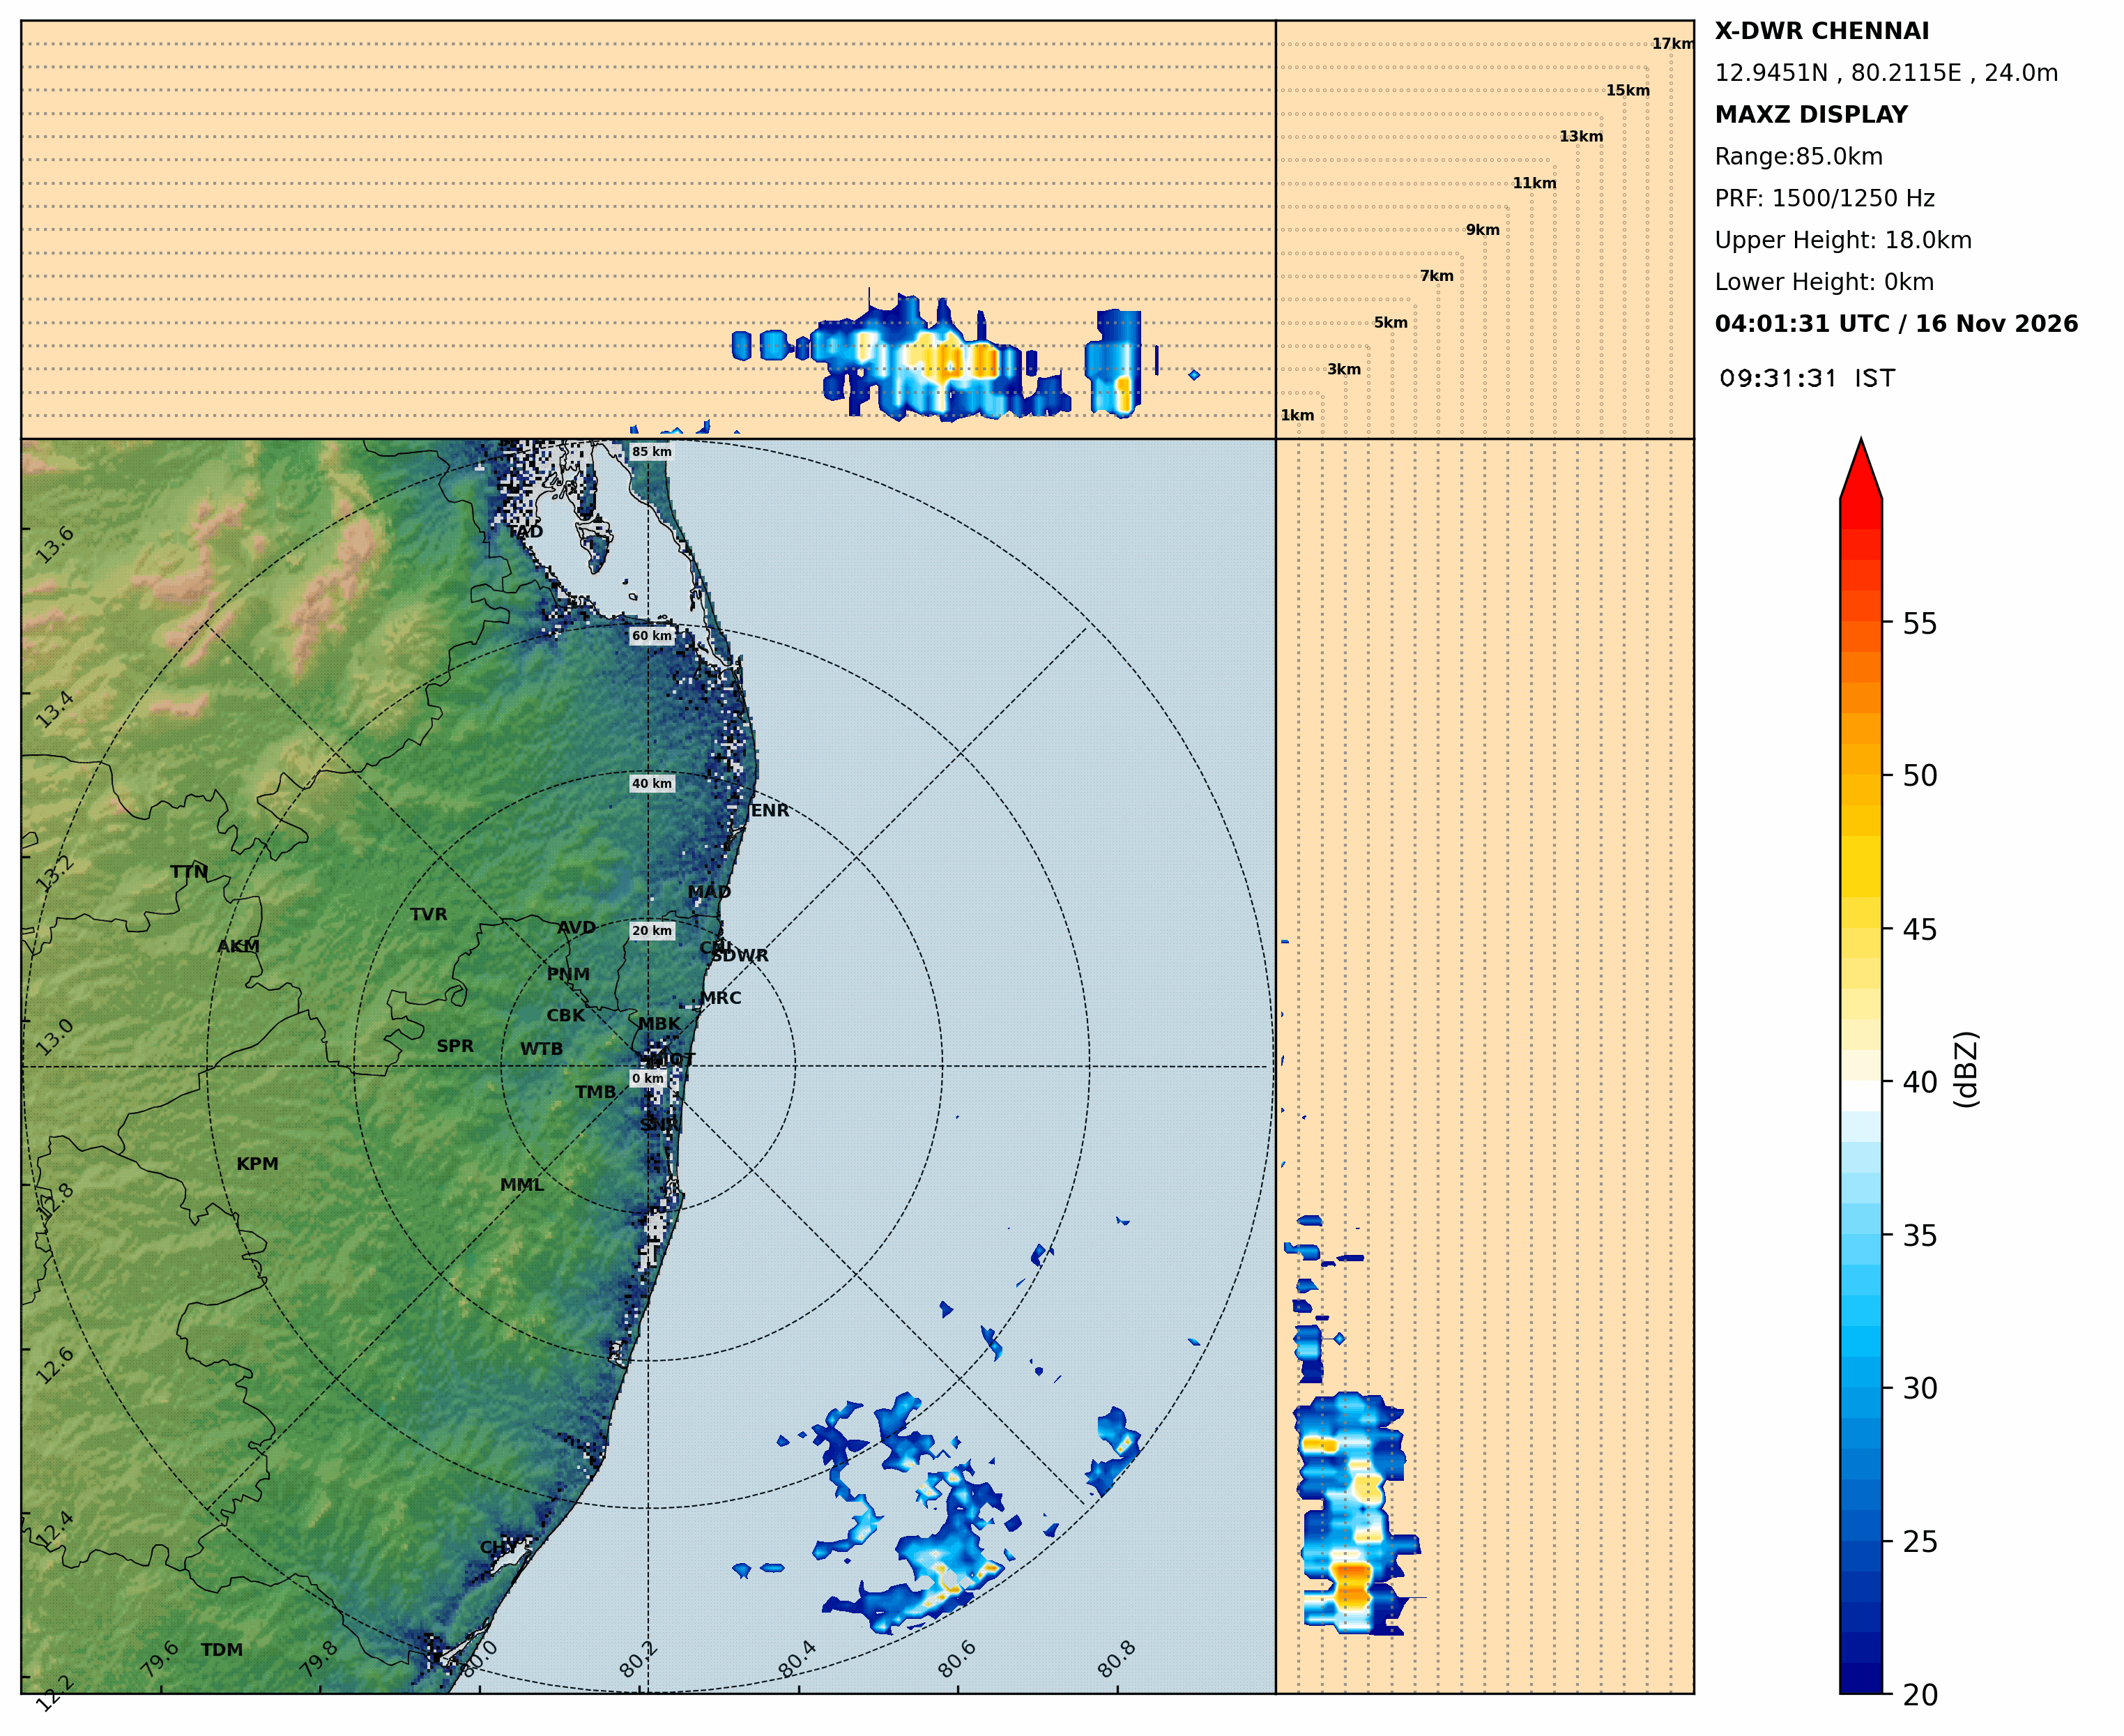 17km
15km
13km
11km
9km
7km
5km
3km
1km
X-DWR CHENNAI
12.9451N , 80.2115E , 24.0m
MAXZ DISPLAY
Range:85.0km
PRF: 1500/1250 Hz
Upper Height: 18.0km
Lower Height: 0km
04:01:31 UTC / 16 Nov 2026
09:31:31 IST
85 km
TAD
13.6
60 km
13.4
40 km
ENR
13.2
TTN
MAD
TVR
AVD
20 km
AKM
SDWR
PNM
MRC
CBK
MBK
13.0
SPR
WTB
0 km
TMB
SNR
KPM
MML
12.8
12.6
12.4
CHY
TDM
12.2
79.6
79.8
80.0
80.2
80.4
80.6
80.8
55
50
45
40
35
30
25
20
(dBZ)